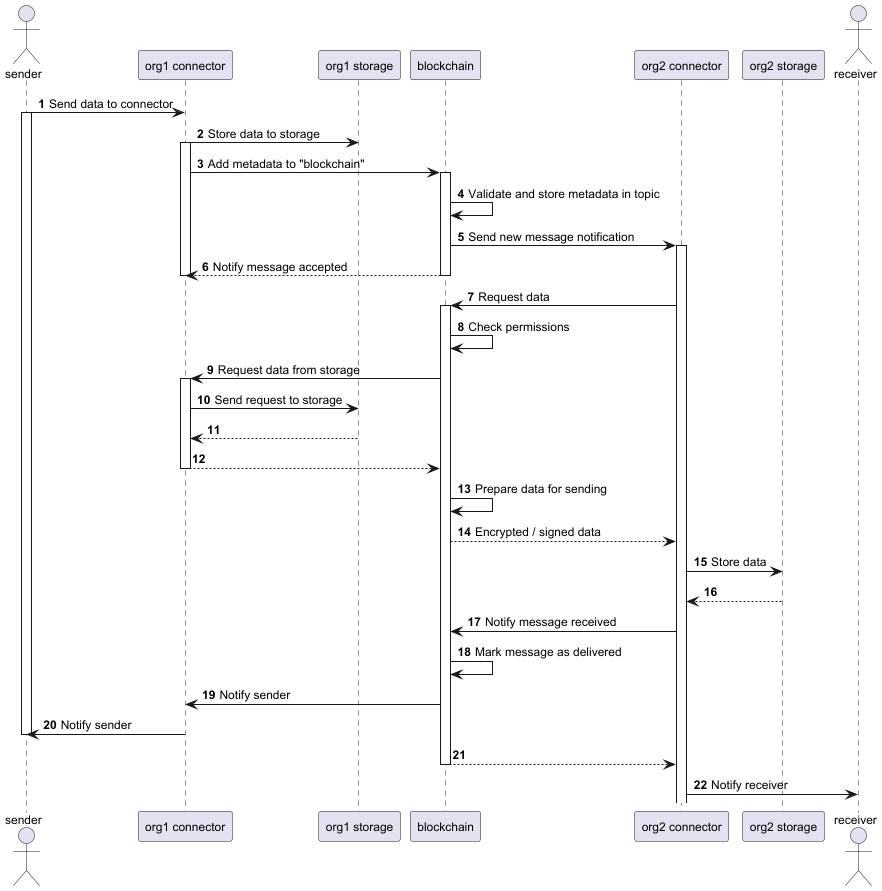 sender
receiver
org1 connector
org1 storage
blockchain
org2 connector
org2 storage
1 Send data to connector
2 Store data to storage
3 Add metadata to "blockchain"
4 Validate and store metadata in topic
5 Send new message notification
6 Notify message accepted
7 Request data
8 Check permissions
9 Request data from storage
10 Send request to storage
11
12
13 Prepare data for sending
14 Encrypted / signed data
15 Store data
16
17 Notify message received
18 Mark message as delivered
19 Notify sender
20 Notify sender
21
22 Notify receiver
sender
receiver
org1 connector
org1 storage
blockchain
org2 connector
org2 storage